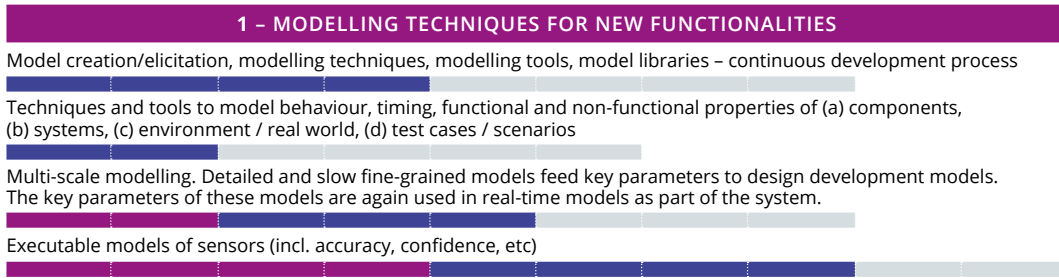 1 – MODELLING TECHNIQUES FOR NEW FUNCTIONALITIES
Model creation/elicitation, modelling techniques, modelling tools, model libraries – continuous development process
Techniques and tools to model behaviour, timing, functional and non-functional properties of (a) components,
(b) systems, (c) environment / real world, (d) test cases / scenarios
Multi-scale modelling. Detailed and slow fine-grained models feed key parameters to design development models.
The key parameters of these models are again used in real-time models as part of the system.
Executable models of sensors (incl. accuracy, confidence, etc)